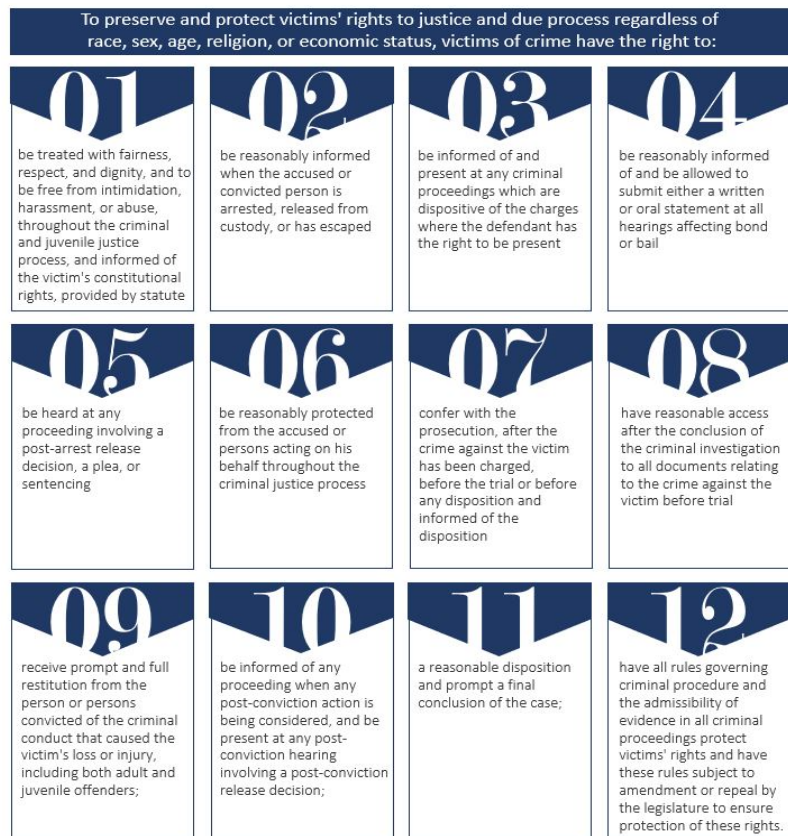 To preserve and protect victims' rights to justice and due process regardless of
race, sex, age, religion, or economic status, victims of crime have the right to:
01
be treated with fairness,
respect, and dignity, and to
be free from intimidation,
harassment, or abuse,
throughout the criminal
and juvenile justice
process, and informed of
the victim's constitutional
rights, provided by statute
02
be reasonably informed
when the accused or
convicted person is
arrested, released from
custody, or has escaped
03
be informed of and
present at any criminal
proceedings which are
dispositive of the charges
where the defendant has
the right to be present
04
be reasonably informed
of and be allowed to
submit either a written
or oral statement at all
hearings affecting bond
or bail
05
be heard at any
proceeding involving a
post-arrest release
decision, a plea, or
sentencing
06
be reasonably protected
from the accused or
persons acting on his
behalf throughout the
criminal justice process
07
confer with the
prosecution, after the
crime against the victim
has been charged,
before the trial or before
any disposition and
informed of the
disposition
08
have reasonable access
after the conclusion of
the criminal investigation
to all documents relating
to the crime against the
victim before trial
09
receive prompt and full
restitution from the
person or persons
convicted of the criminal
conduct that caused the
victim's loss or injury,
including both adult and
juvenile offenders;
10
be informed of any
proceeding when any
post-conviction action is
being considered, and be
present at any post-
conviction hearing
involving a post-conviction
release decision;
11
a reasonable disposition
and prompt a final
conclusion of the case;
12
have all rules governing
criminal procedure and
the admissibility of
evidence in all criminal
proceedings protect
victims' rights and have
these rules subject to
amendment or repeal by
the legislature to ensure
protection of these rights.